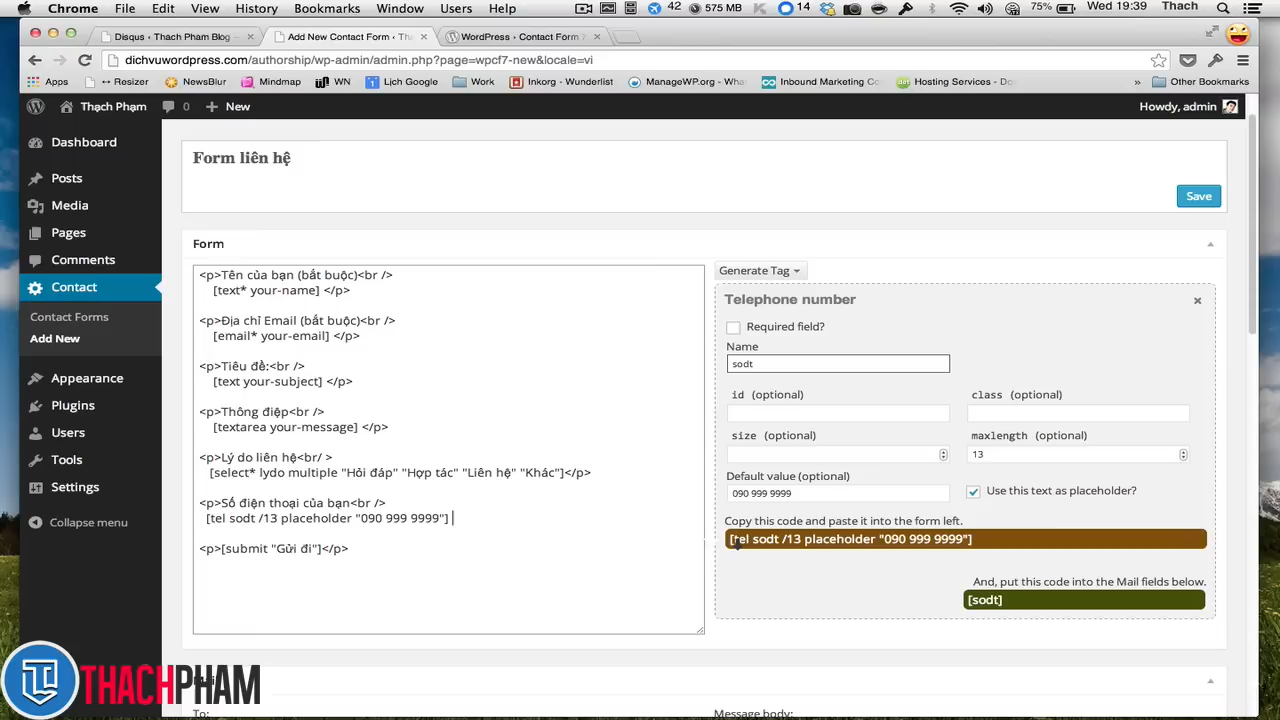 Chrome File Edit View History Bookmarks Window Users Help 42 575 MB 14 75% Wed 19:39 Thach
Disqus - Thach Pham Blog Add New Contact Form ‹ Th WordPress › Contact Form 7
dichvuwordpress.com/authorship/wp-admin/admin.php?page=wpcf7-new&locale=vi
Apps ↔ Resizer NewsBlur Mindmap WN Lịch Google Work Inbox - Wunderlist ManageWP.org - Wha Inbound Marketing Co Hosting Services - Do » Other Bookmarks
Thạch Phạm 0 + New Howdy, admin
Dashboard
Posts
Media
Pages
Comments
Contact
Contact Forms
Add New
Appearance
Plugins
Users
Tools
Settings
Collapse menu
Form liên hệ
Save
Form
<p>Tên của bạn (bắt buộc)<br />
[text* your-name] </p>
<p>Địa chỉ Email (bắt buộc)<br />
[email* your-email] </p>
<p>Tiêu đề:<br />
[text your-subject] </p>
<p>Thông điệp<br />
[textarea your-message] </p>
<p>Lý do liên hệ<br/ >
[select* lydo multiple "Hỏi đáp" "Hợp tác" "Liên hệ" "Khác"]</p>
<p>Số điện thoại của bạn<br />
[tel sodt /13 placeholder "090 999 9999"]
<p>[submit "Gửi đi"]</p>
Generate Tag
Telephone number ×
Required field?
Name
sodt
id (optional) class (optional)
size (optional) maxlength (optional)
13
Default value (optional)
090 999 9999 Use this text as placeholder?
Copy this code and paste it into the form left.
[tel sodt /13 placeholder "090 999 9999"]
And, put this code into the Mail fields below.
[sodt]
THACHPHAM
To: Message body: